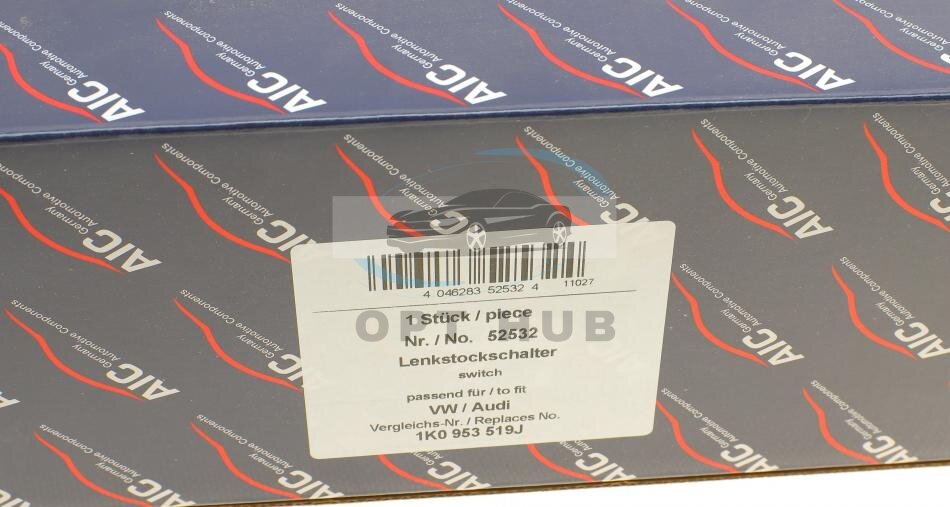 AIC Germany
Automotive Components
4 046283 52532 4 11027
1 Stück / piece
OPT HUB
Nr. / No. 52532
Lenkstockschalter
switch
passend für / to fit
VW / Audi
Vergleichs-Nr. / Replaces No.
1K0 953 519J